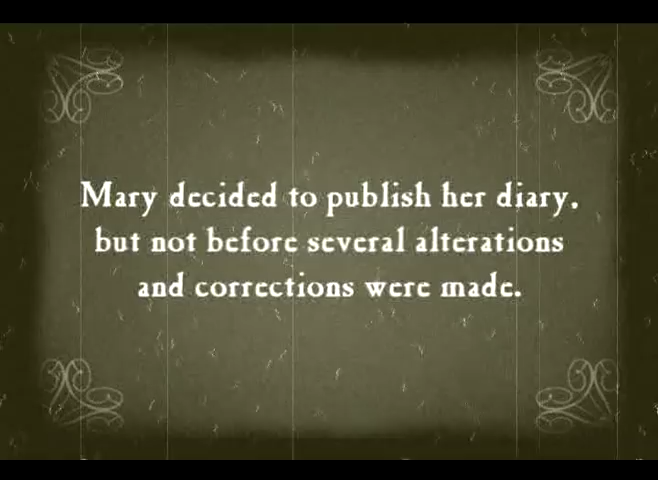 Mary decided to publish her diary,
but not before several alterations
and corrections were made.